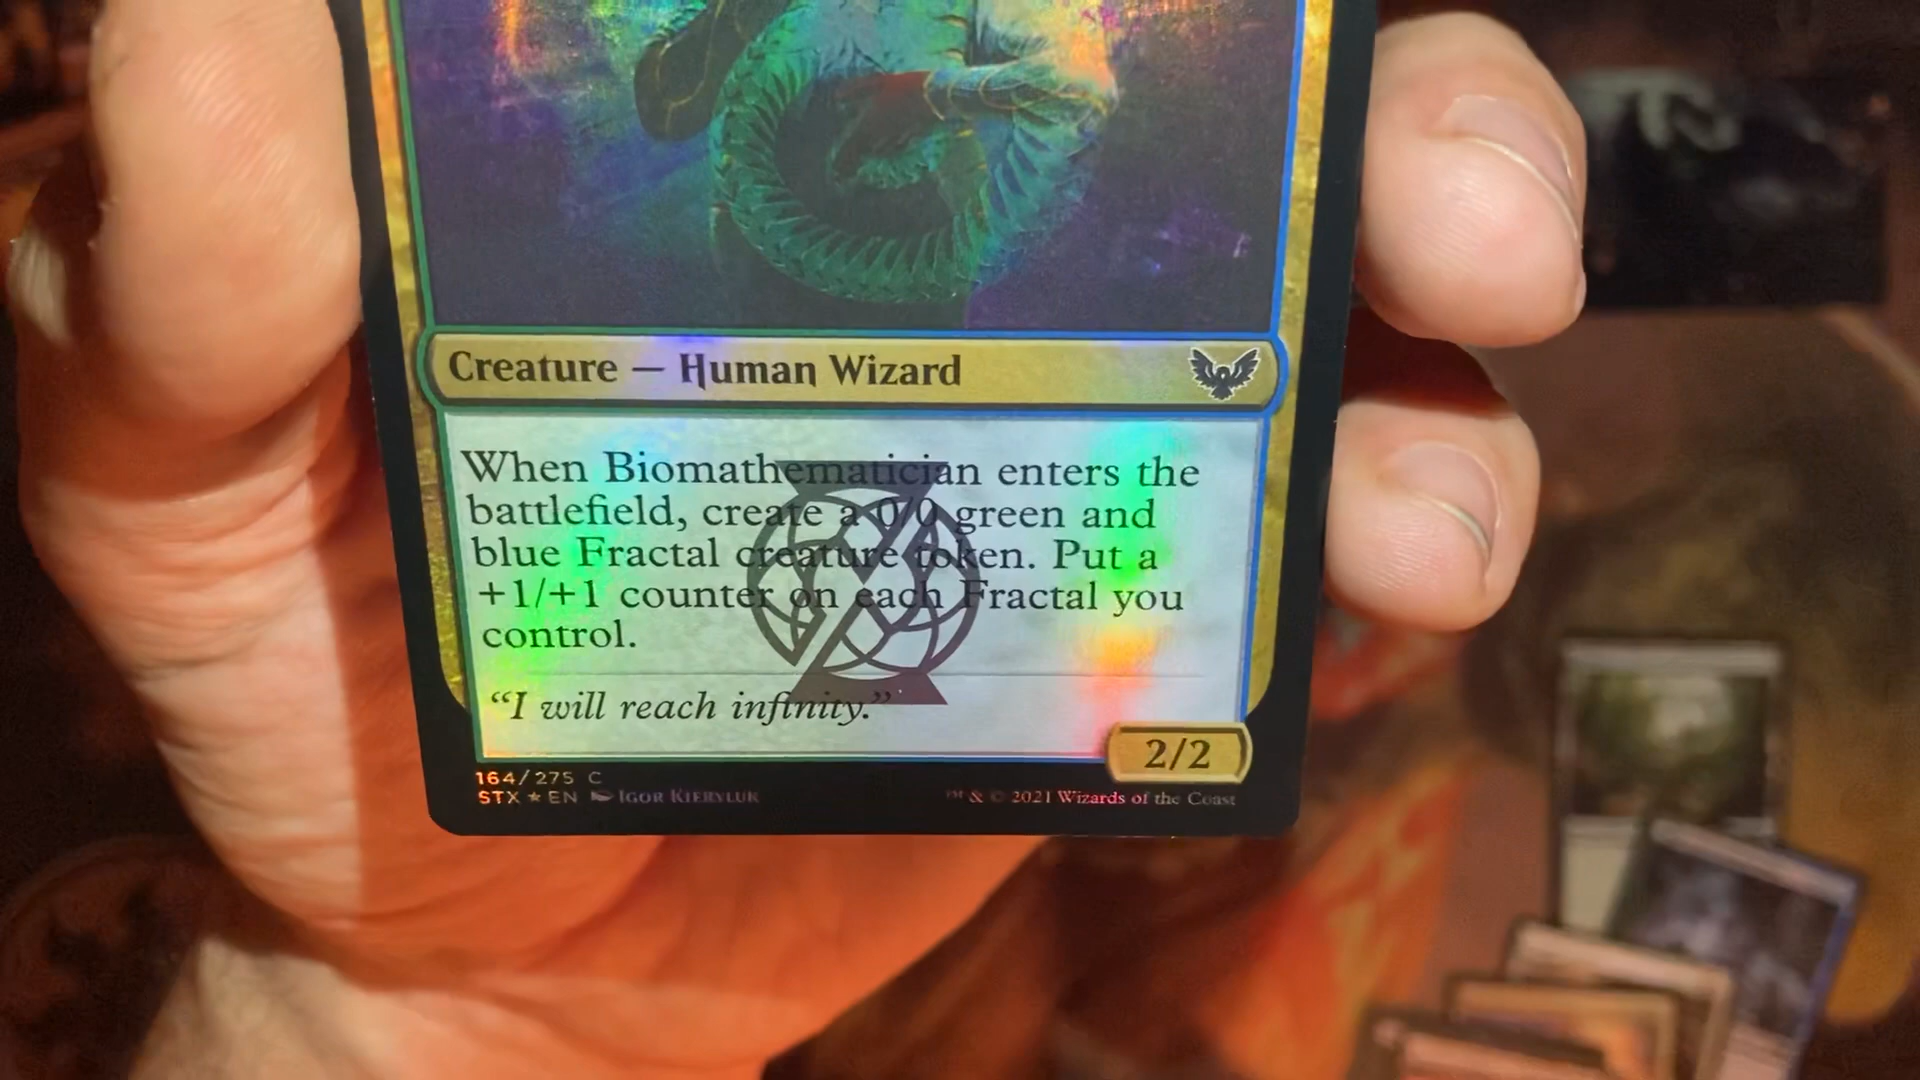 Creature — Human Wizard
When Biomathematician enters the
battlefield, create a 0/0 green and
blue Fractal creature token. Put a
+1/+1 counter on each Fractal you
control.
“I will reach infinity.”
2/2
164/275 C
STX ★ EN IGOR KIERYLUK
™ & © 2021 Wizards of the Coast